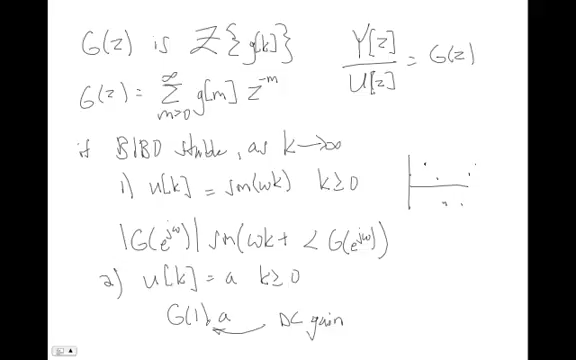 G(z) is Z{g[k]}
Y[z] / U[z] = G(z)
G(z) = ∞ Σ m=0 g[m] z^-m
if BIBO stable, as k→∞
1) u[k] = sin(ωk) k≥0
|G(e^jω)| sin(ωk + ∠G(e^jω))
2) u[k] = a k≥0
G(1).a DC gain